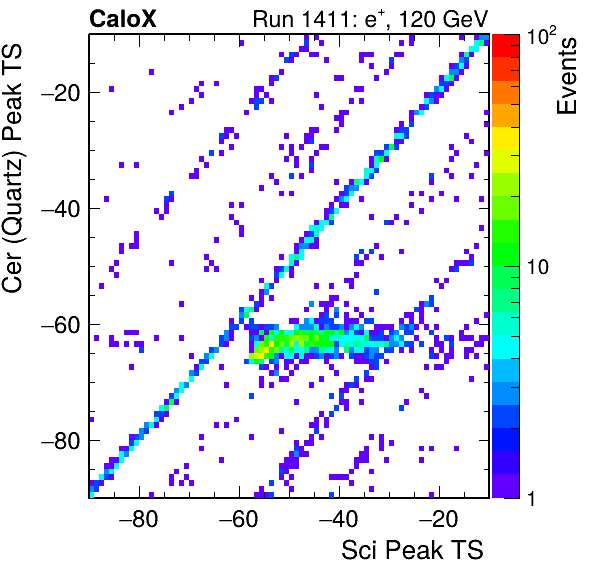 CaloX Run 1411: e⁺, 120 GeV
Cer (Quartz) Peak TS
−20
−40
−60
−80
−80 −60 −40 −20
Sci Peak TS
10²
10
1
Events